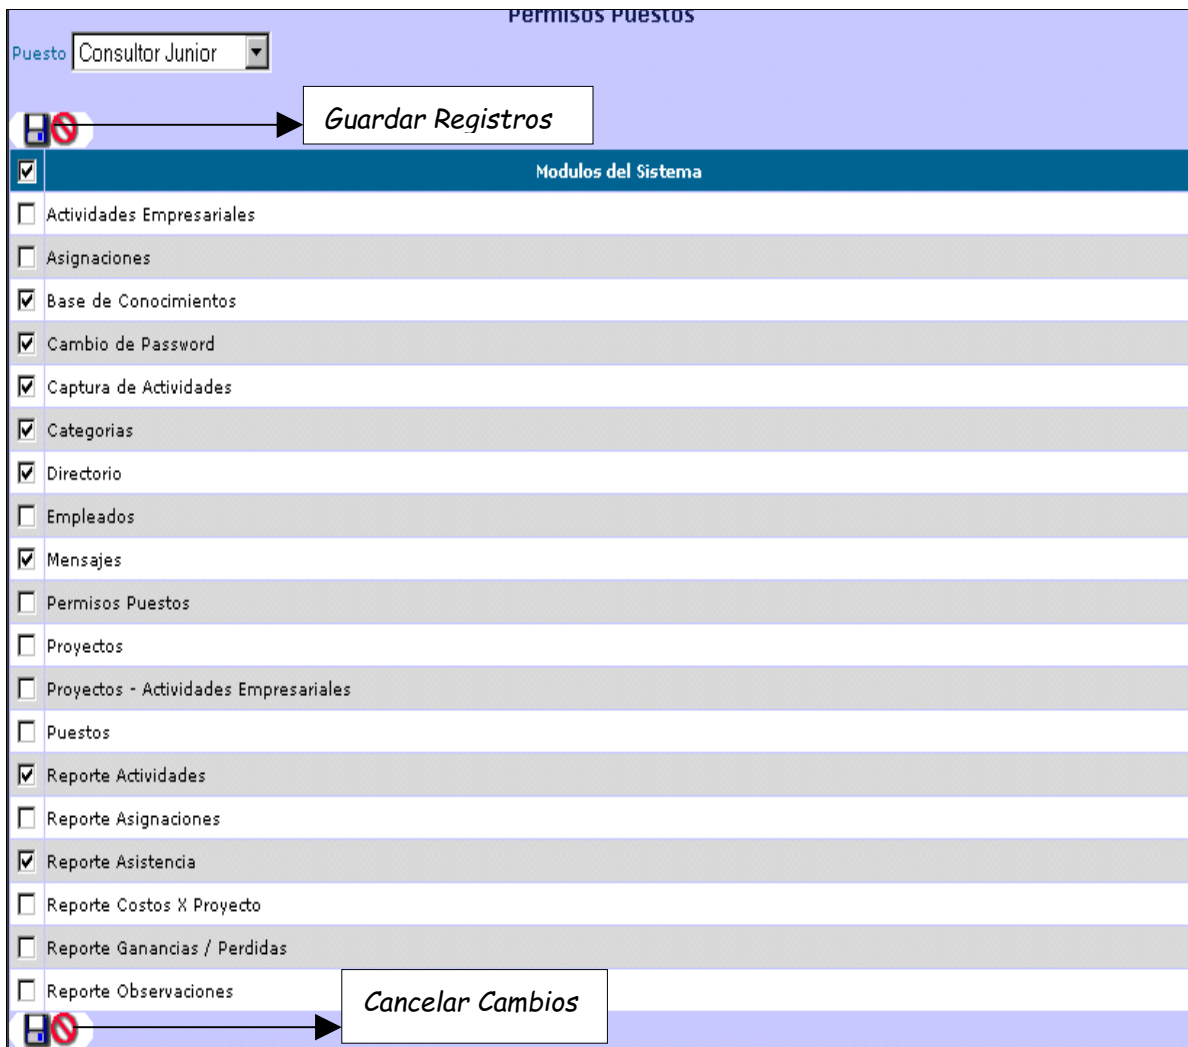 Permisos Puestos
Puesto Consultor Junior
Guardar Registros
Modulos del Sistema
Actividades Empresariales
Asignaciones
Base de Conocimientos
Cambio de Password
Captura de Actividades
Categorias
Directorio
Empleados
Mensajes
Permisos Puestos
Proyectos
Proyectos - Actividades Empresariales
Puestos
Reporte Actividades
Reporte Asignaciones
Reporte Asistencia
Reporte Costos X Proyecto
Reporte Ganancias / Perdidas
Reporte Observaciones
Cancelar Cambios